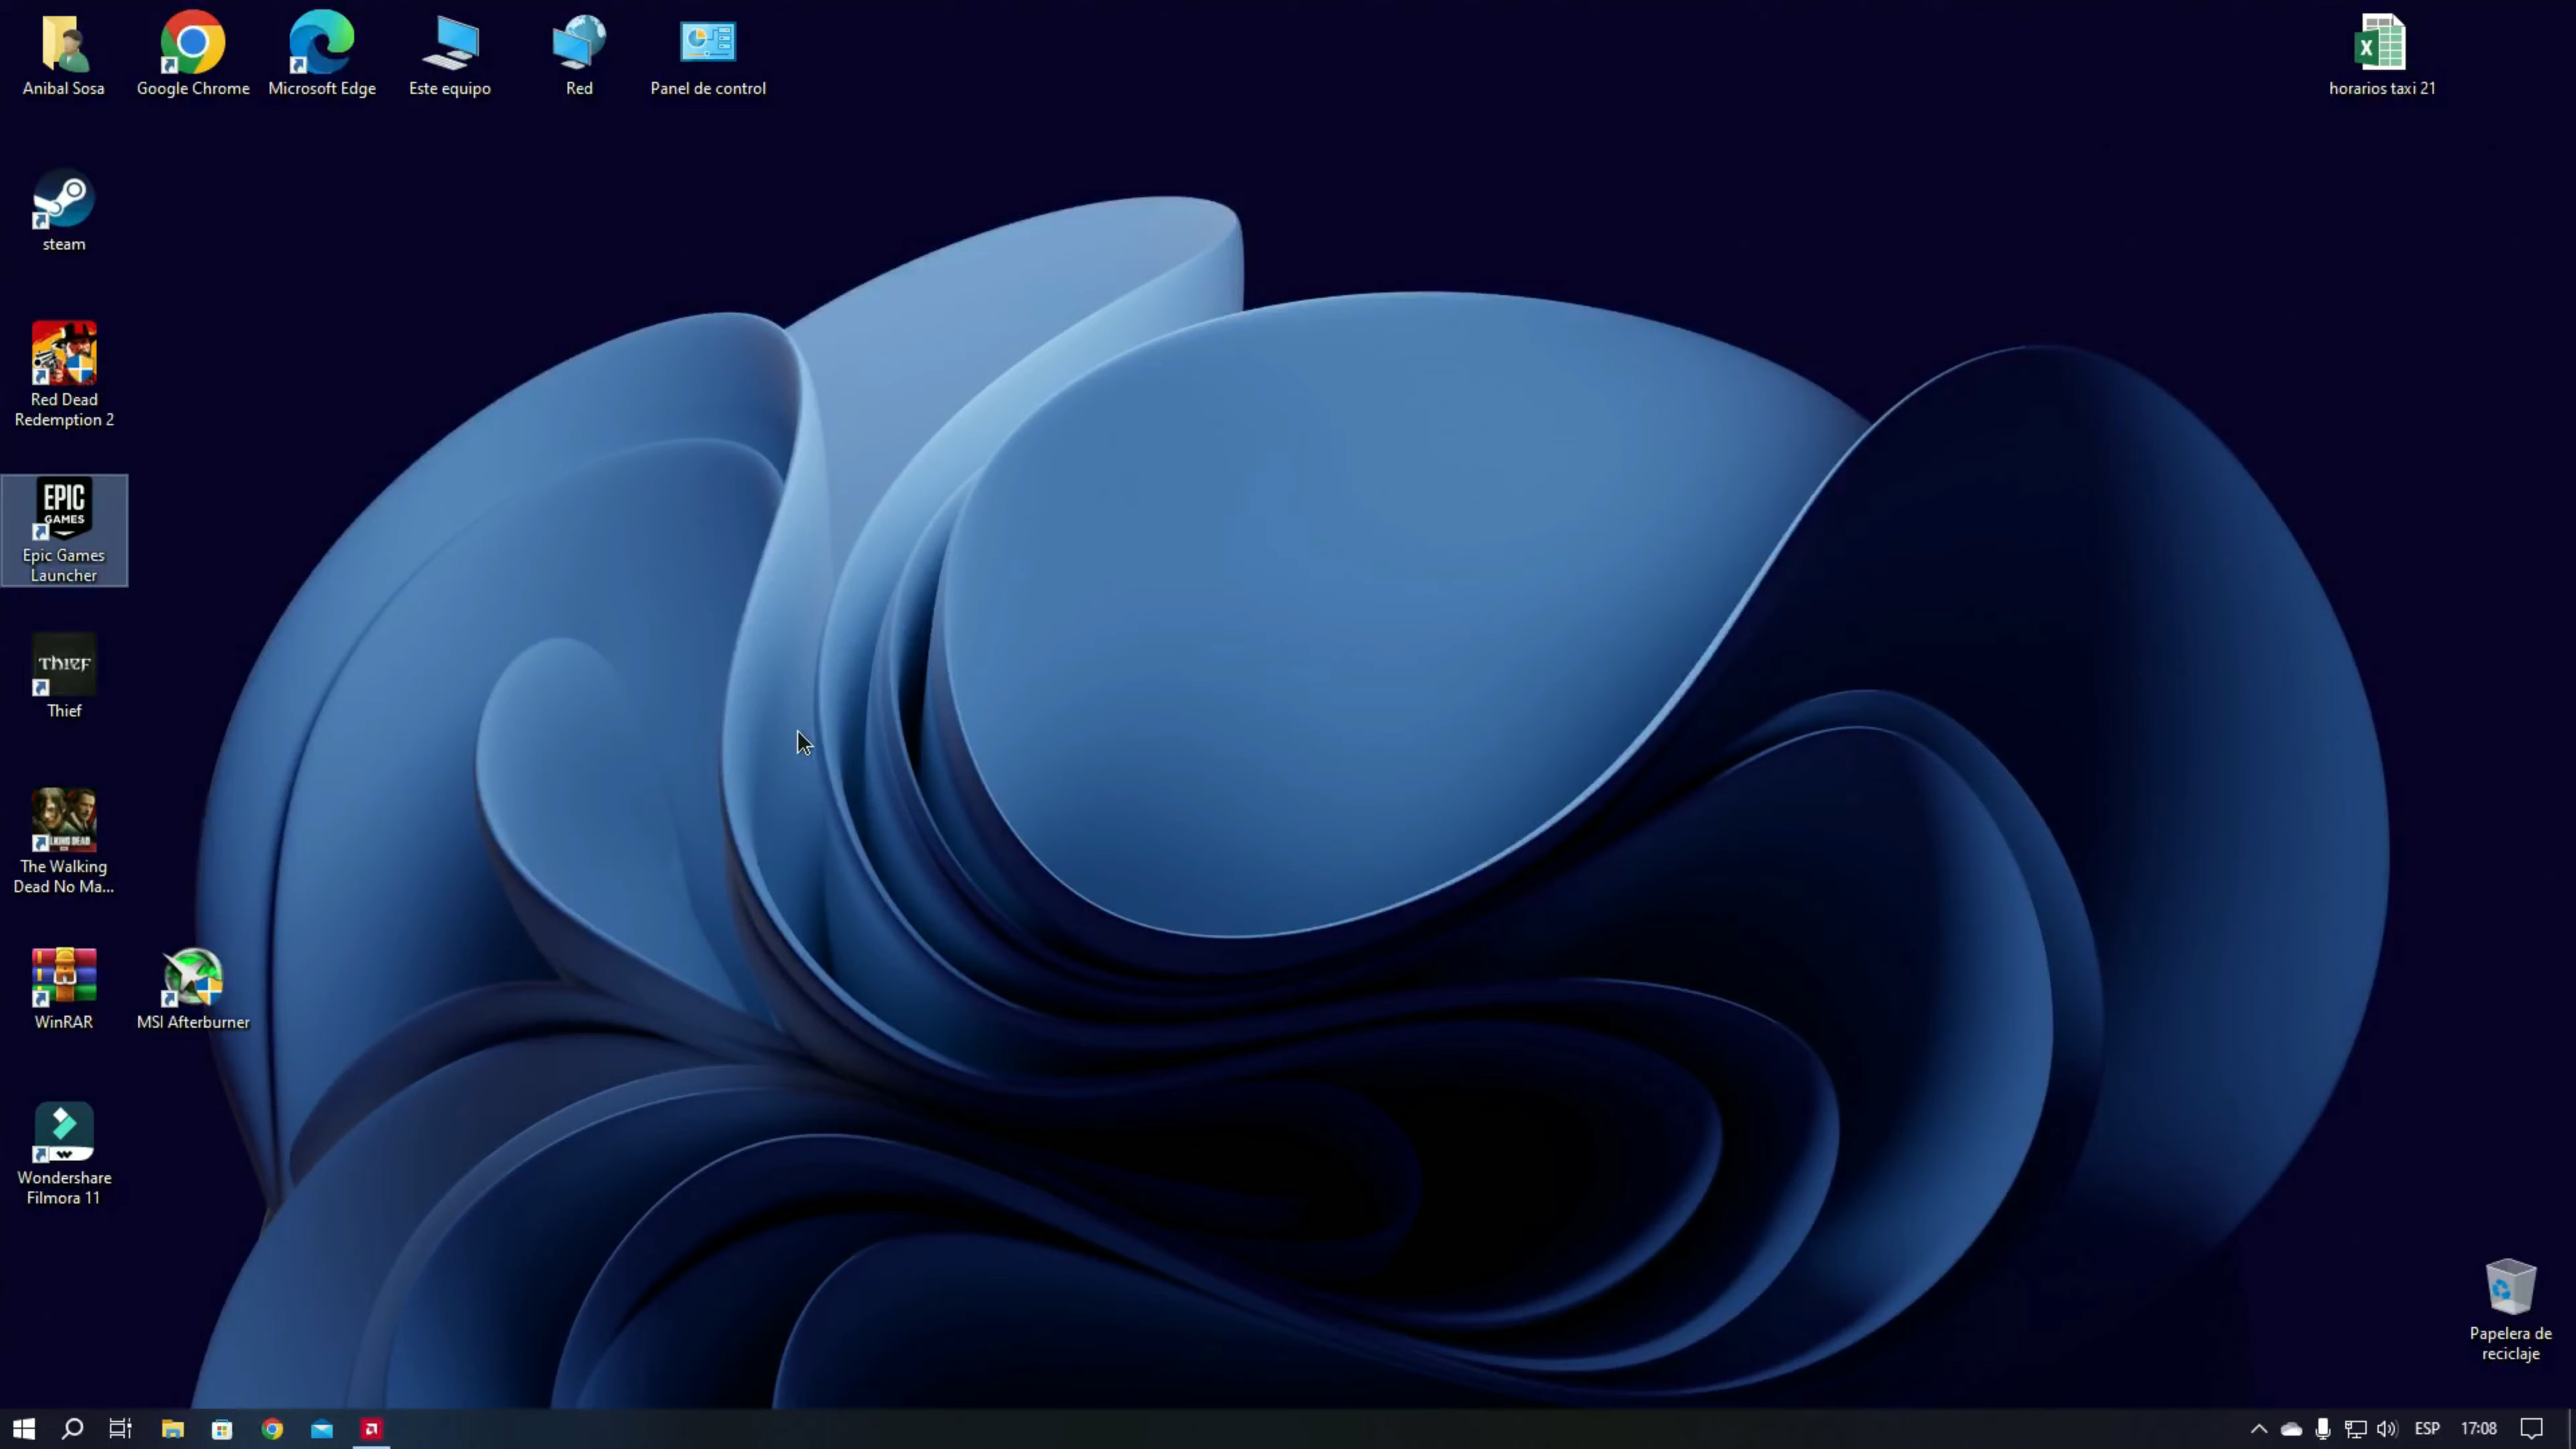 Anibal Sosa
Google Chrome
Microsoft Edge
Este equipo
Red
Panel de control
horarios taxi 21
steam
Red Dead
Redemption 2
EPIC
GAMES
Epic Games
Launcher
THIEF
Thief
The Walking
Dead No Ma...
WinRAR
MSI Afterburner
Wondershare
Filmora 11
Papelera de
reciclaje
ESP
17:08